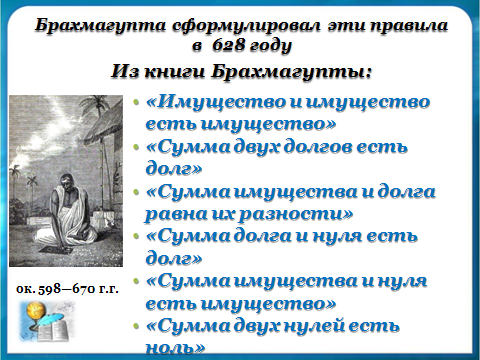 Брахмагупта сформулировал эти правила
в 628 году
Из книги Брахмагупты:
• «Имущество и имущество
есть имущество»
• «Сумма двух долгов есть
долг»
• «Сумма имущества и долга
равна их разности»
• «Сумма долга и нуля есть
долг»
• «Сумма имущества и нуля
есть имущество»
• «Сумма двух нулей есть
ноль»
ок. 598—670 г.г.